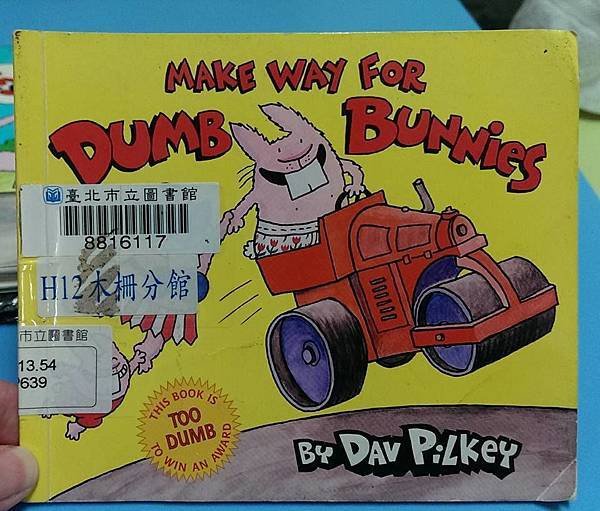 MAKE WAY FOR
DUMB BUNNIES
臺北市立圖書館
8816117
H12木柵分館
市立圖書館
13.54
THIS BOOK IS
TOO
DUMB
TO WIN AN AWARD
BY DAV PILKEY